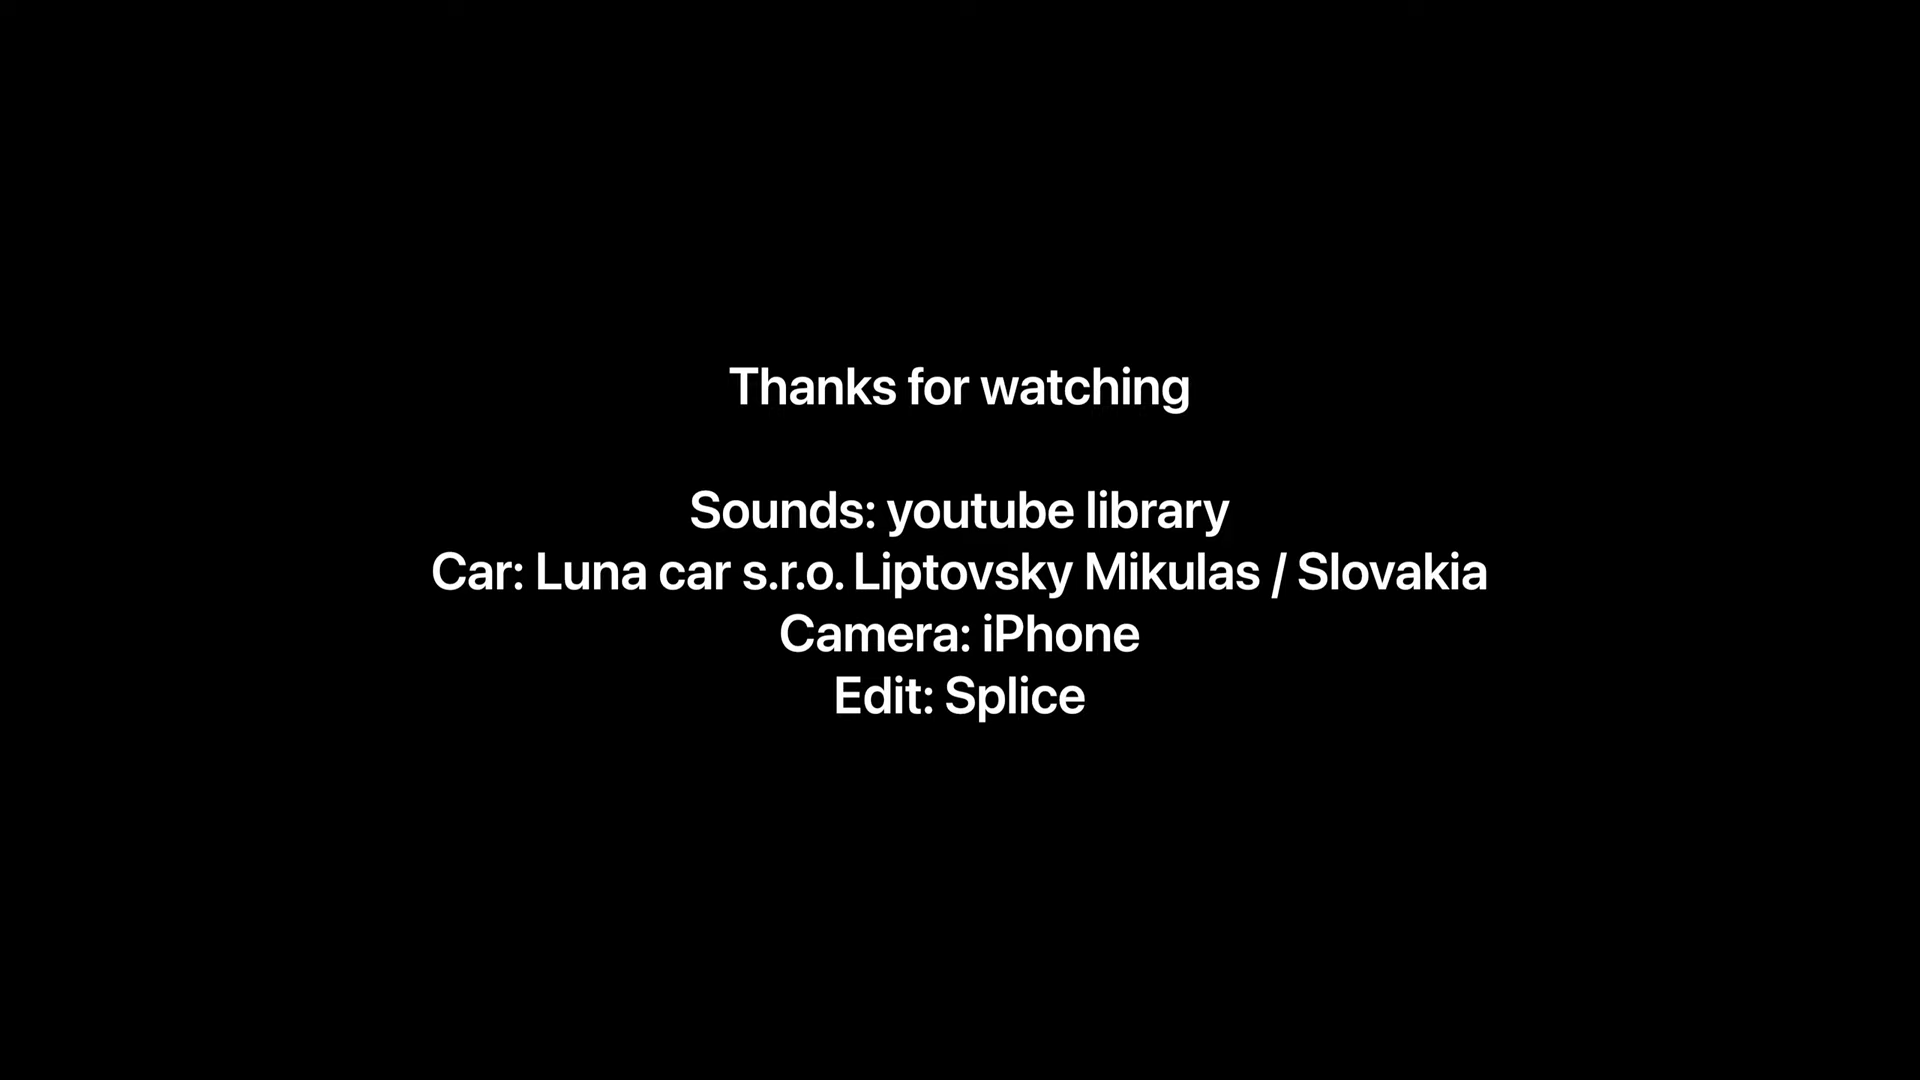 Thanks for watching
Sounds: youtube library
Car: Luna car s.r.o. Liptovsky Mikulas / Slovakia
Camera: iPhone
Edit: Splice